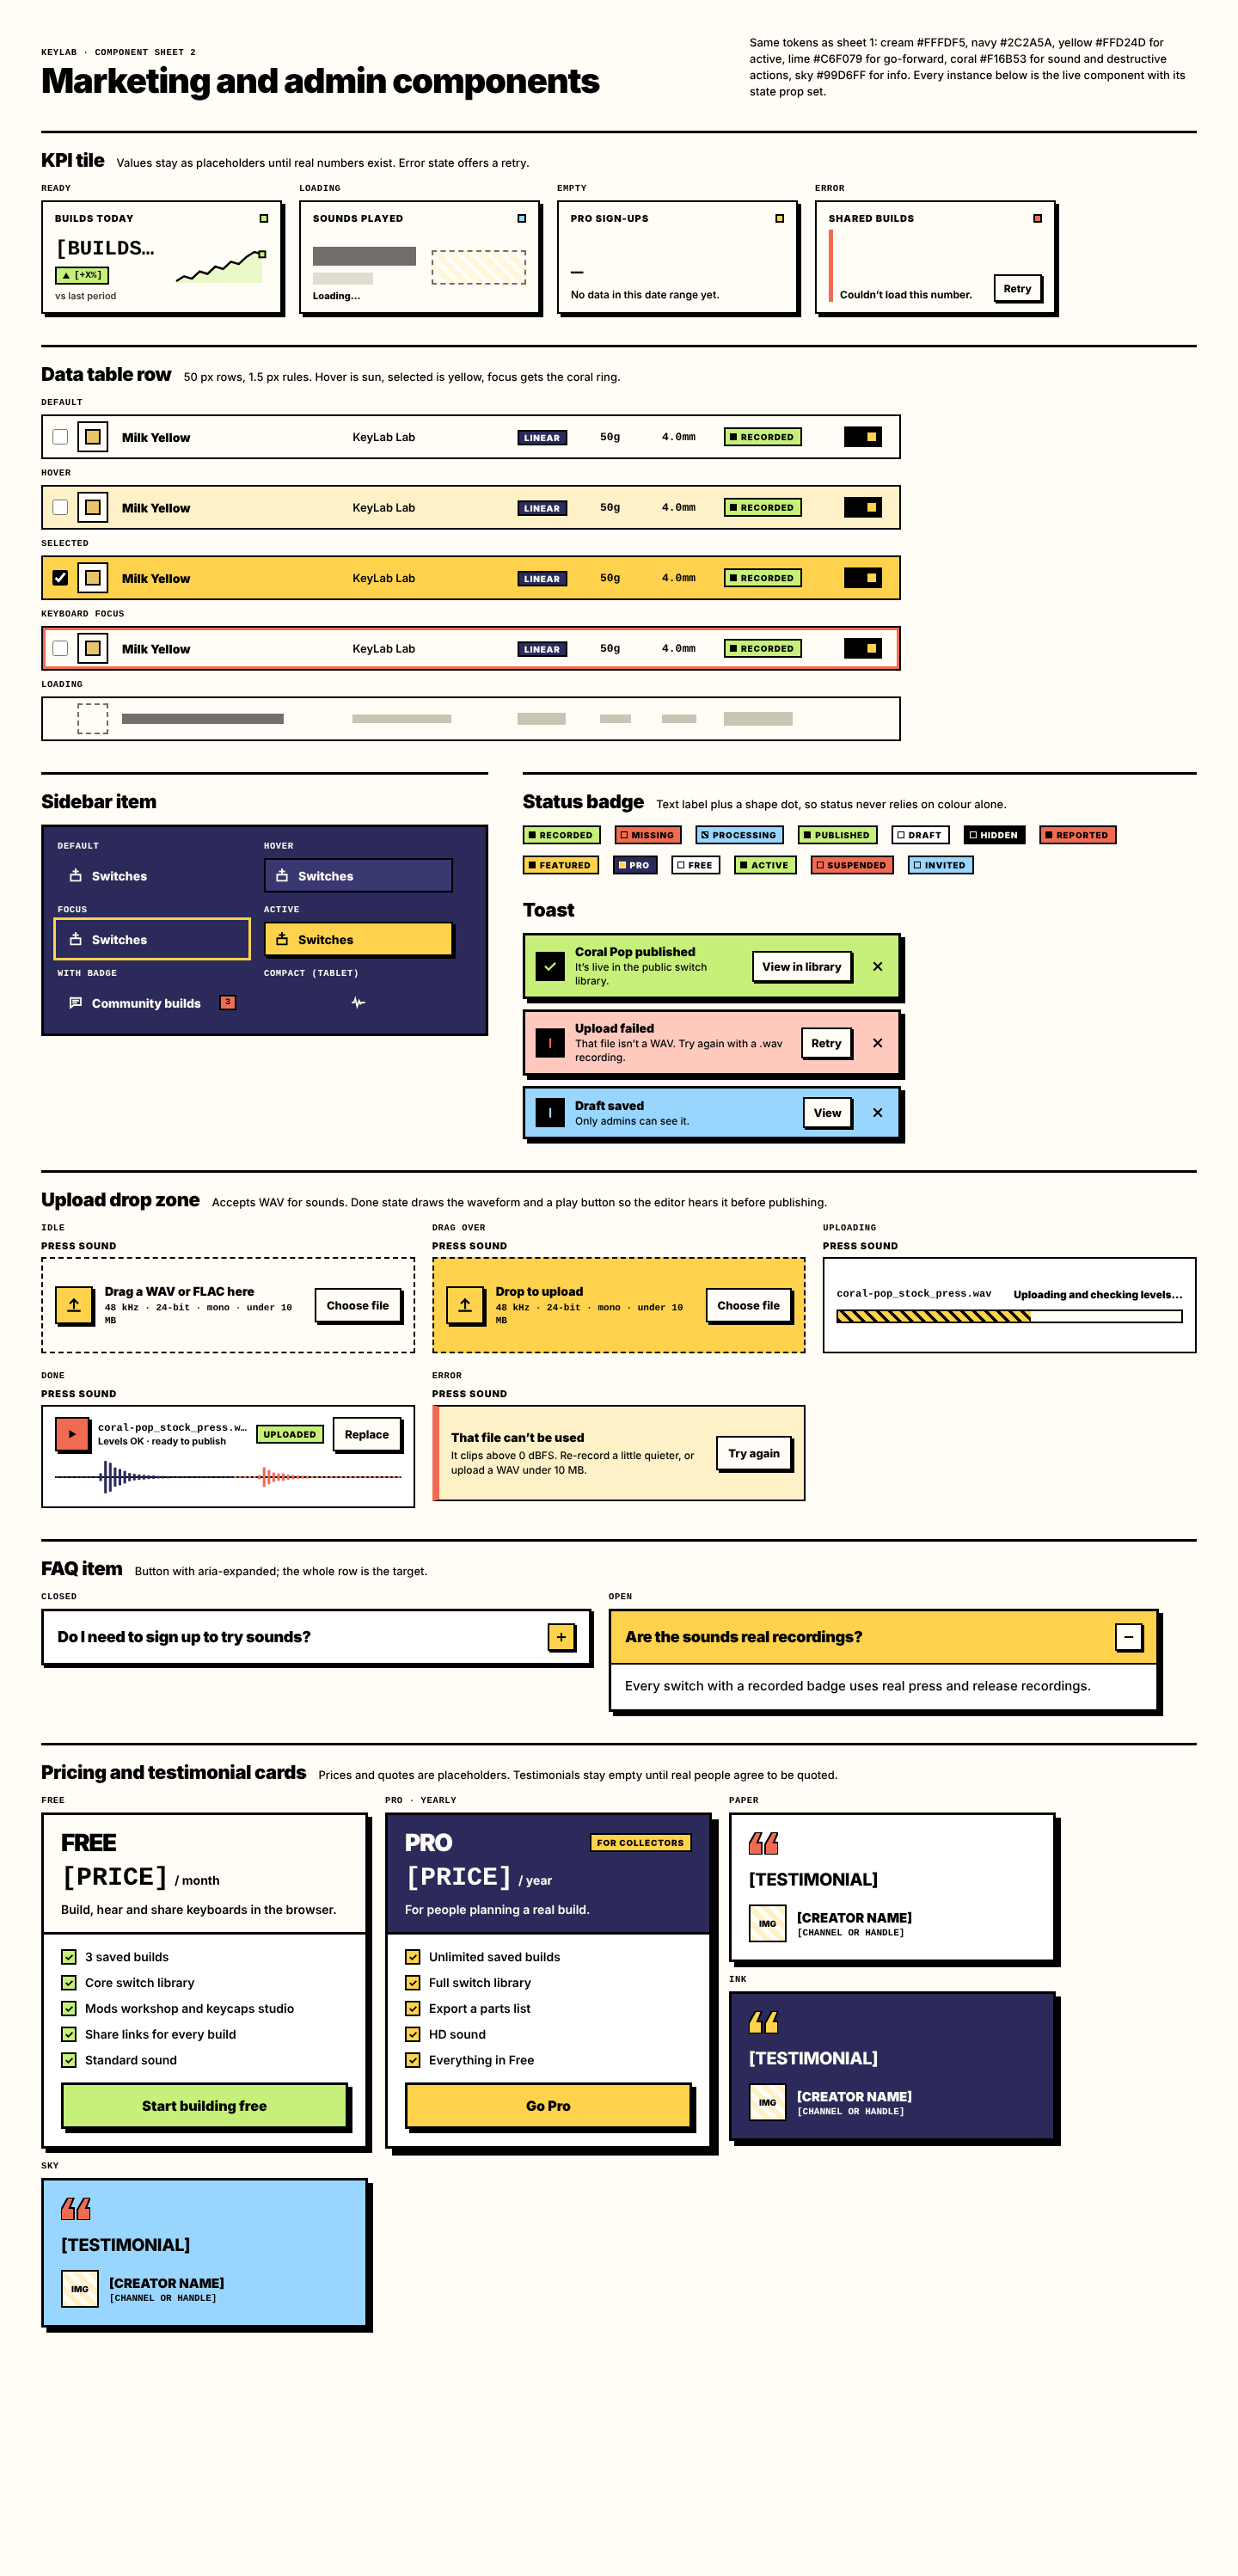 KEYLAB · COMPONENT SHEET 2
Marketing and admin components
Same tokens as sheet 1: cream #FFFDF5, navy #2C2A5A, yellow #FFD24D for
active, lime #C6F079 for go-forward, coral #F16B53 for sound and destructive
actions, sky #99D6FF for info. Every instance below is the live component with its
state prop set.
KPI tile Values stay as placeholders until real numbers exist. Error state offers a retry.
READY
BUILDS TODAY
[BUILDS…
▲ [+X%]
vs last period
LOADING
SOUNDS PLAYED
Loading…
EMPTY
PRO SIGN-UPS
—
No data in this date range yet.
ERROR
SHARED BUILDS
Couldn’t load this number.
Retry
Data table row 50 px rows, 1.5 px rules. Hover is sun, selected is yellow, focus gets the coral ring.
DEFAULT
Milk Yellow KeyLab Lab LINEAR 50g 4.0mm RECORDED
HOVER
Milk Yellow KeyLab Lab LINEAR 50g 4.0mm RECORDED
SELECTED
Milk Yellow KeyLab Lab LINEAR 50g 4.0mm RECORDED
KEYBOARD FOCUS
Milk Yellow KeyLab Lab LINEAR 50g 4.0mm RECORDED
LOADING
Sidebar item
DEFAULT
Switches
HOVER
Switches
FOCUS
Switches
ACTIVE
Switches
WITH BADGE
Community builds 3
COMPACT (TABLET)
Status badge Text label plus a shape dot, so status never relies on colour alone.
RECORDED MISSING PROCESSING PUBLISHED DRAFT HIDDEN REPORTED
FEATURED PRO FREE ACTIVE SUSPENDED INVITED
Toast
Coral Pop published
It’s live in the public switch
library.
View in library
Upload failed
That file isn’t a WAV. Try again with a .wav
recording.
Retry
Draft saved
Only admins can see it.
View
Upload drop zone Accepts WAV for sounds. Done state draws the waveform and a play button so the editor hears it before publishing.
IDLE
PRESS SOUND
Drag a WAV or FLAC here
48 kHz · 24-bit · mono · under 10
MB
Choose file
DRAG OVER
PRESS SOUND
Drop to upload
48 kHz · 24-bit · mono · under 10
MB
Choose file
UPLOADING
PRESS SOUND
coral-pop_stock_press.wav Uploading and checking levels…
DONE
PRESS SOUND
coral-pop_stock_press.w…
Levels OK · ready to publish
UPLOADED
Replace
ERROR
PRESS SOUND
That file can’t be used
It clips above 0 dBFS. Re-record a little quieter, or
upload a WAV under 10 MB.
Try again
FAQ item Button with aria-expanded; the whole row is the target.
CLOSED
Do I need to sign up to try sounds?
OPEN
Are the sounds real recordings?
Every switch with a recorded badge uses real press and release recordings.
Pricing and testimonial cards Prices and quotes are placeholders. Testimonials stay empty until real people agree to be quoted.
FREE
FREE
[PRICE] / month
Build, hear and share keyboards in the browser.
3 saved builds
Core switch library
Mods workshop and keycaps studio
Share links for every build
Standard sound
Start building free
PRO · YEARLY
PRO
FOR COLLECTORS
[PRICE] / year
For people planning a real build.
Unlimited saved builds
Full switch library
Export a parts list
HD sound
Everything in Free
Go Pro
PAPER
[TESTIMONIAL]
IMG
[CREATOR NAME]
[CHANNEL OR HANDLE]
INK
[TESTIMONIAL]
IMG
[CREATOR NAME]
[CHANNEL OR HANDLE]
SKY
[TESTIMONIAL]
IMG
[CREATOR NAME]
[CHANNEL OR HANDLE]